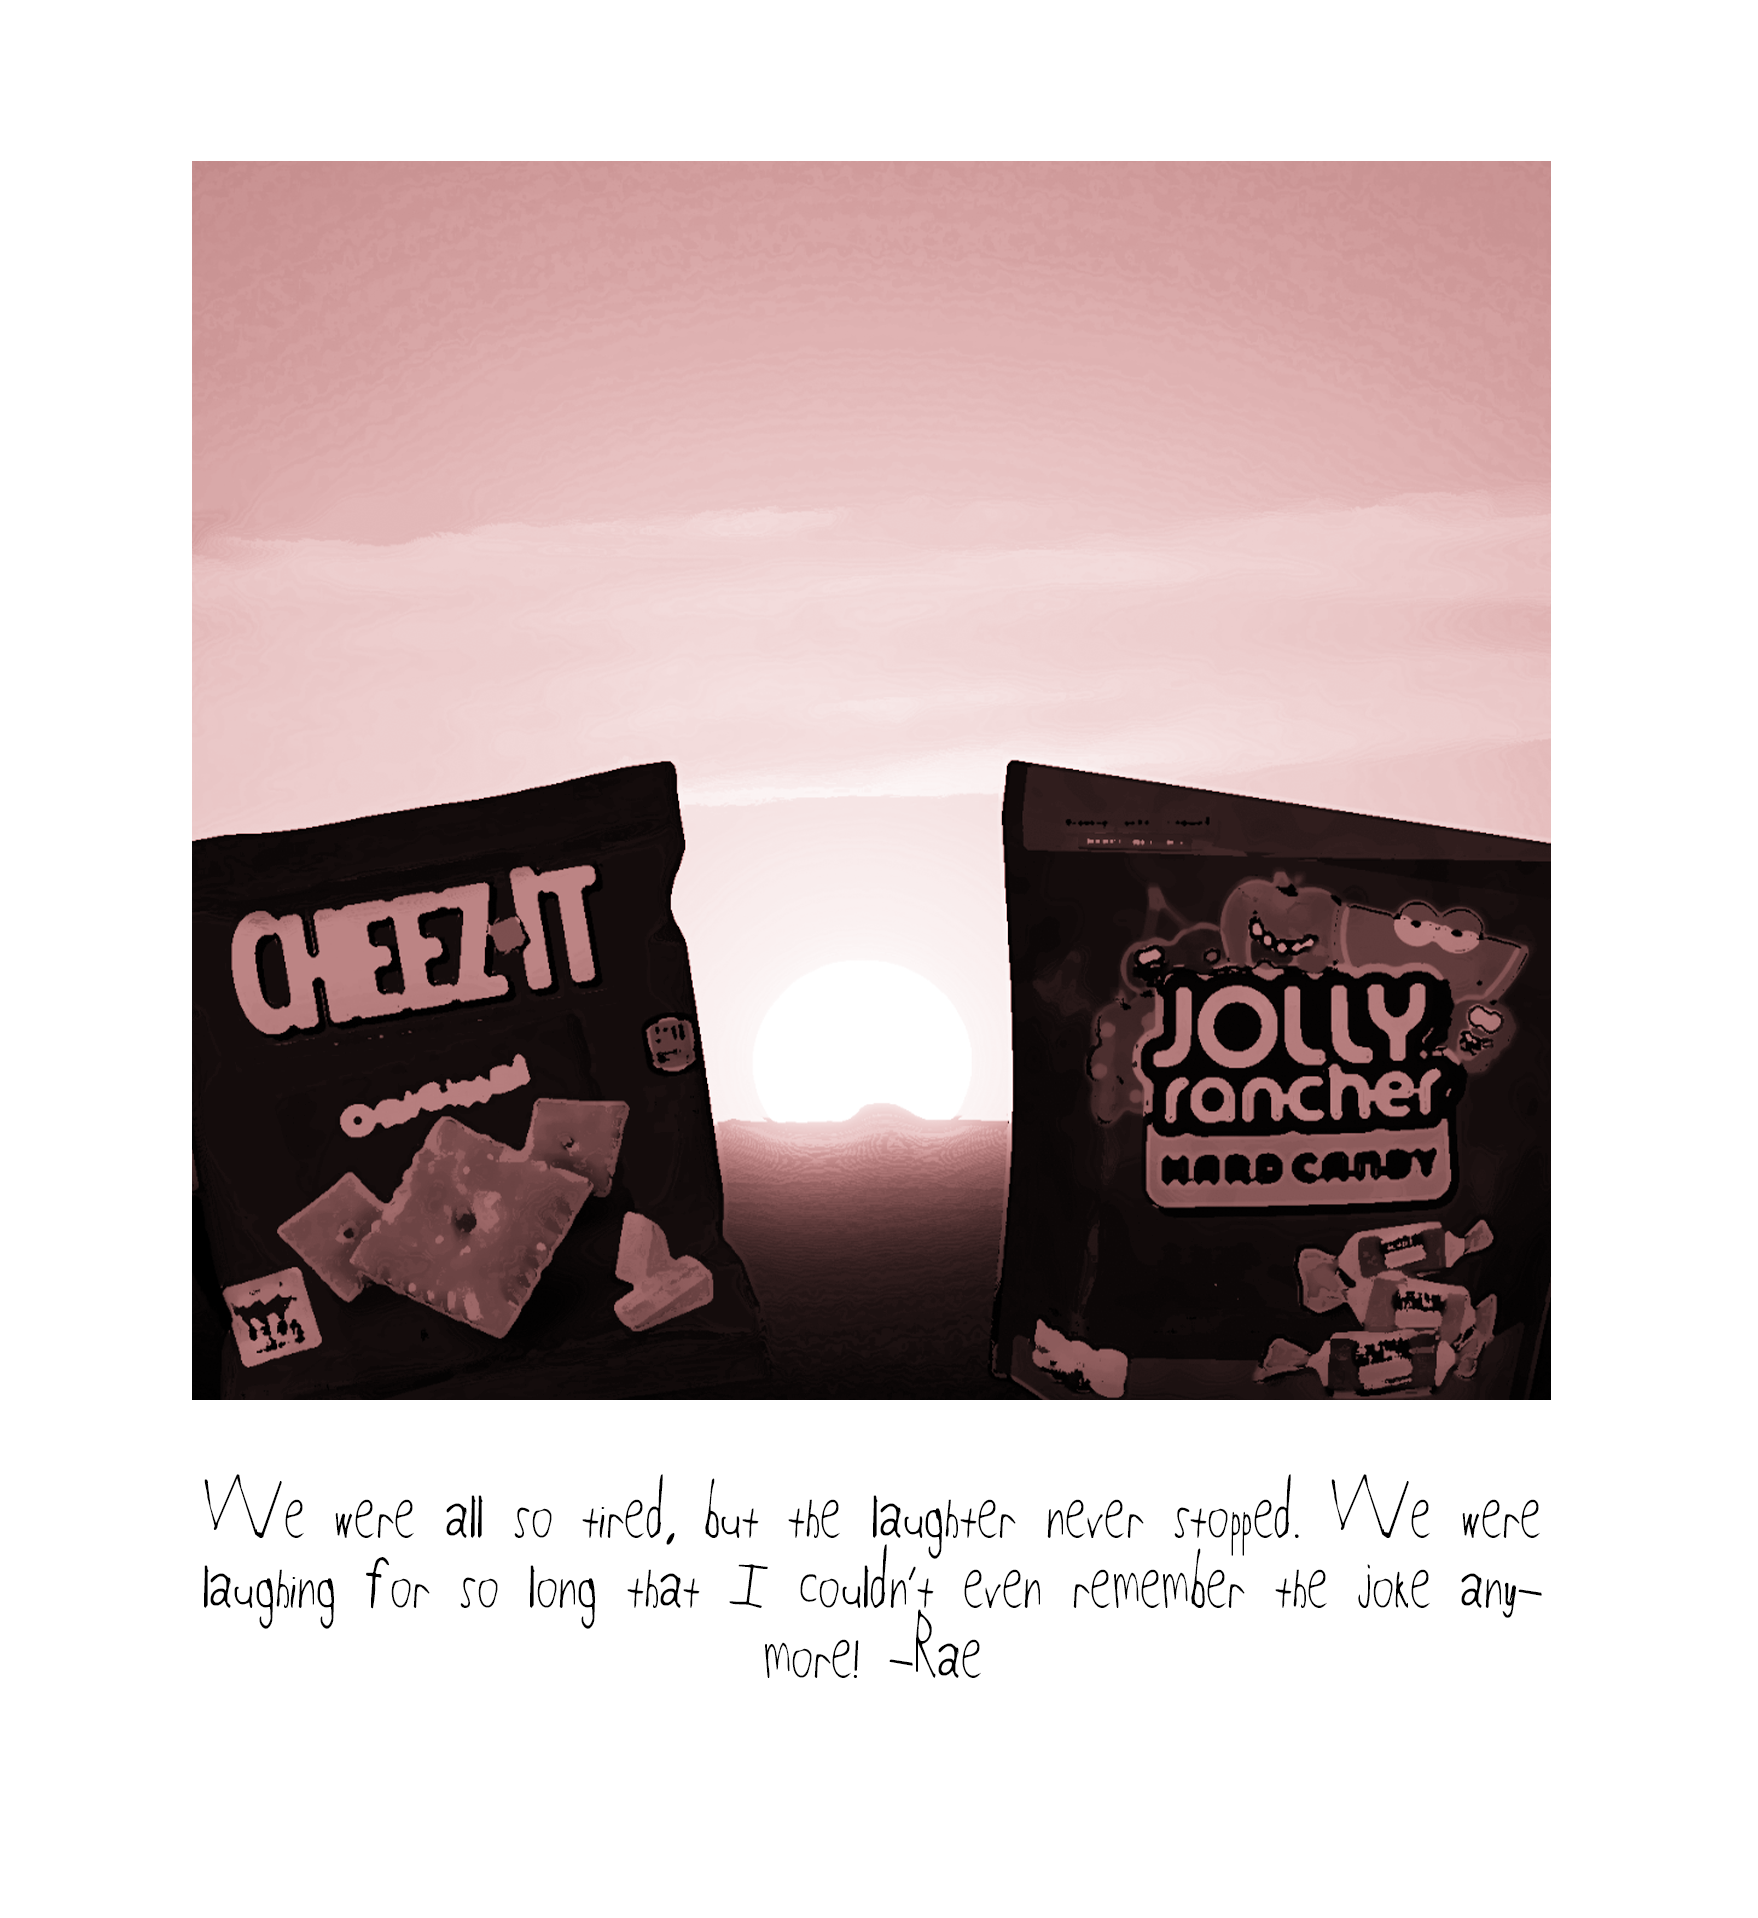 CHEEZ-IT
JOLLY
rancher
HARD CANDY
We were all so tired, but the laughter never stopped. We were
laughing for so long that I couldn't even remember the joke any-
more! -Rae